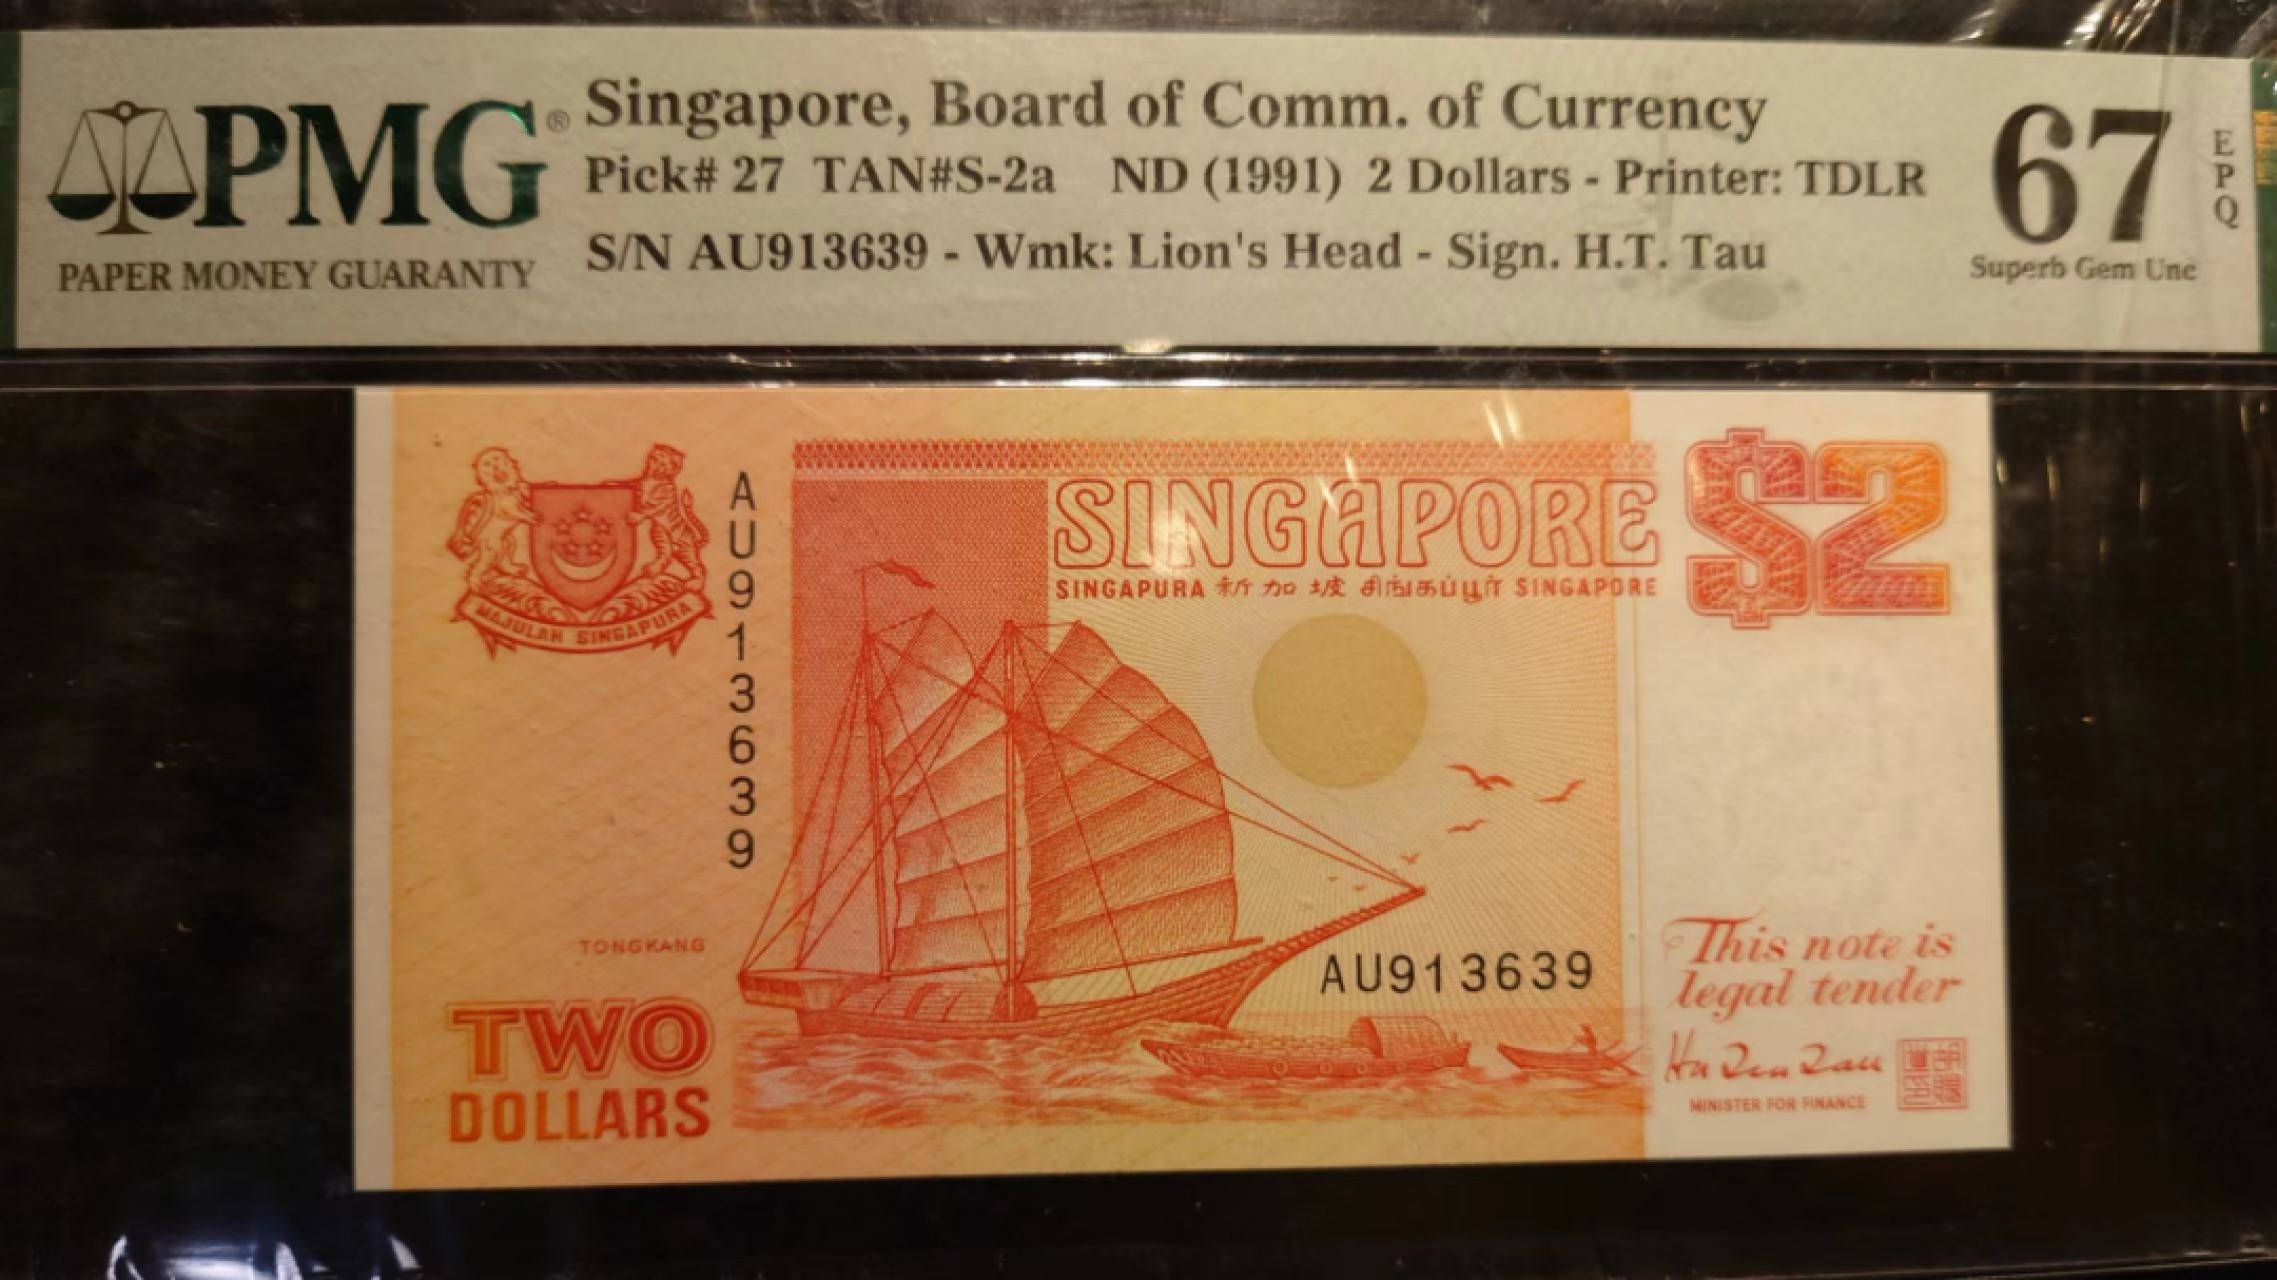 PMG®
PAPER MONEY GUARANTY
Singapore, Board of Comm. of Currency
Pick# 27 TAN#S-2a ND (1991) 2 Dollars - Printer: TDLR
S/N AU913639 - Wmk: Lion's Head - Sign. H.T. Tau
67
EPQ
Superb Gem Unc
MAJULAH SINGAPURA
AU913639
SINGAPORE
SINGAPURA 新加坡 சிங்கப்பூர் SINGAPORE
$2
TONGKANG
TWO
DOLLARS
AU913639
This note is
legal tender
MINISTER FOR FINANCE